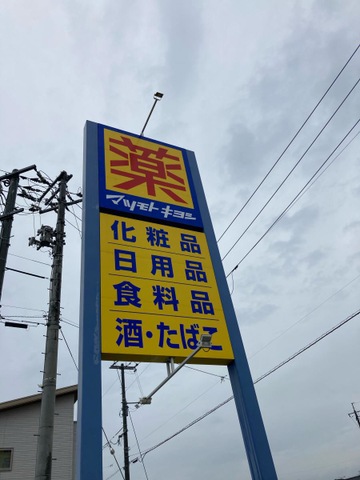 薬
マツモトキヨシ
化粧品
日用品
食料品
酒・たばこ